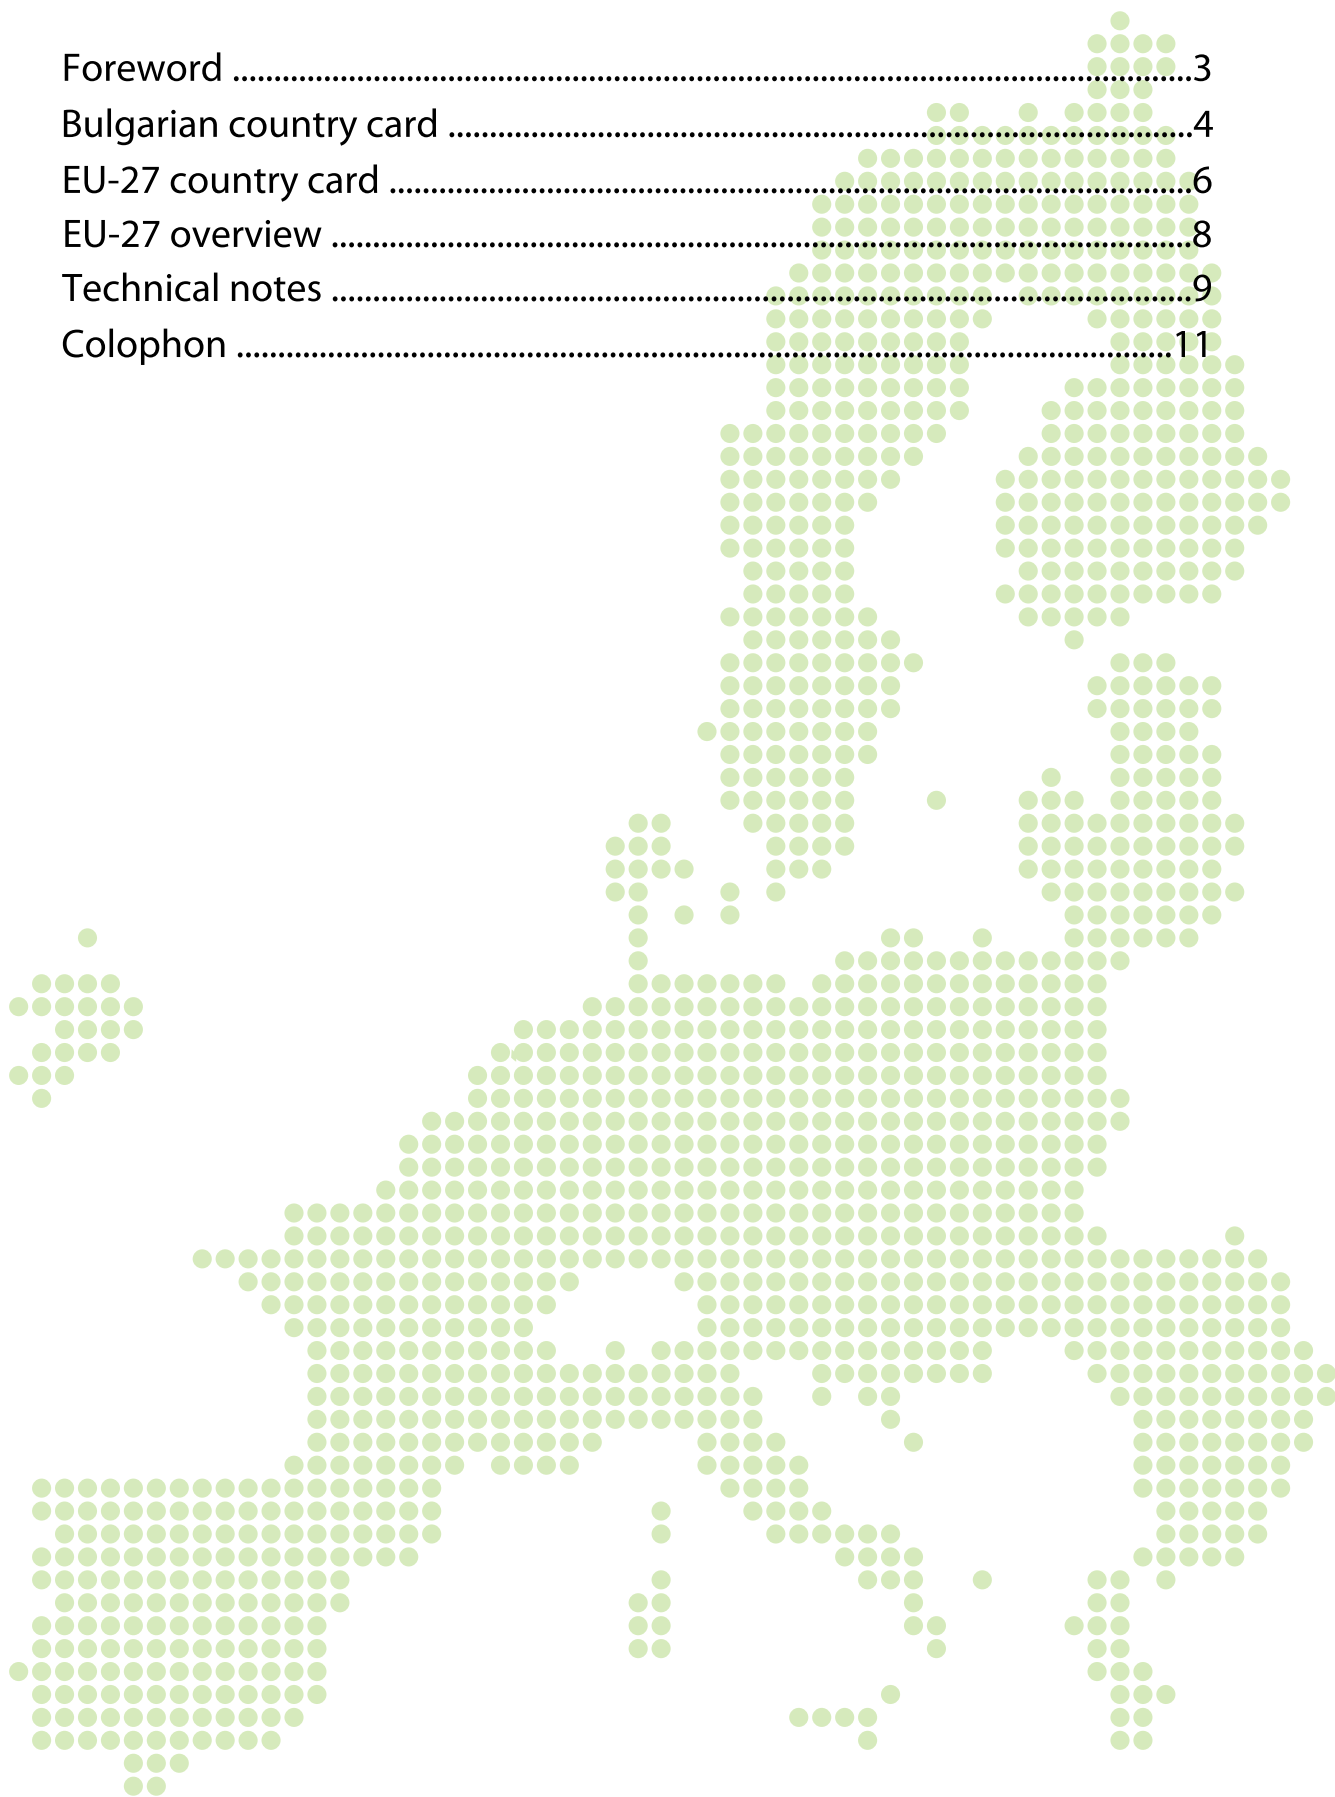 Foreword ........................................................................................................................3
Bulgarian country card .............................................................................................4
EU-27 country card ....................................................................................................6
EU-27 overview ...........................................................................................................8
Technical notes ...........................................................................................................9
Colophon ....................................................................................................................11